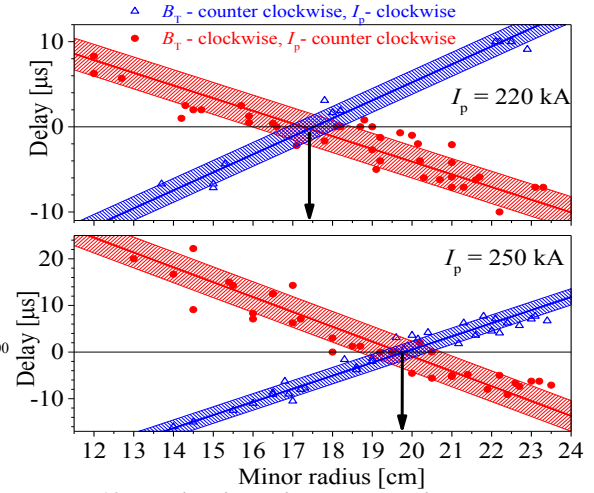 B_T - counter clockwise, I_p- clockwise
B_T - clockwise, I_p- counter clockwise
10
0
-10
Delay [μs]
I_p = 220 kA
20
10
0
-10
Delay [μs]
I_p = 250 kA
00
12 13 14 15 16 17 18 19 20 21 22 23 24
Minor radius [cm]